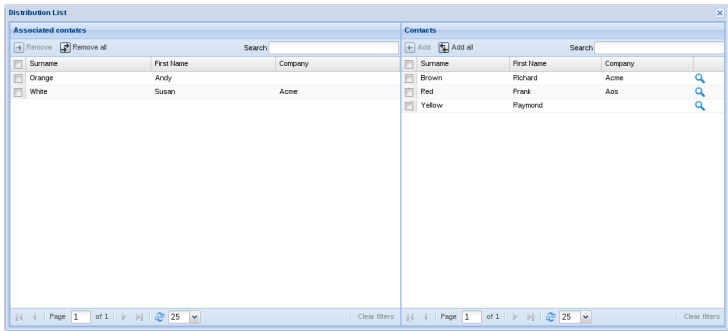 Distribution List
Associated contatcs
Remove Remove all Search
Surname First Name Company
Orange Andy
White Susan Acme
Page 1 of 1 25 Clear filters
Contacts
Add Add all Search
Surname First Name Company
Brown Richard Acme
Red Frank Aos
Yellow Raymond
Page 1 of 1 25 Clear filters